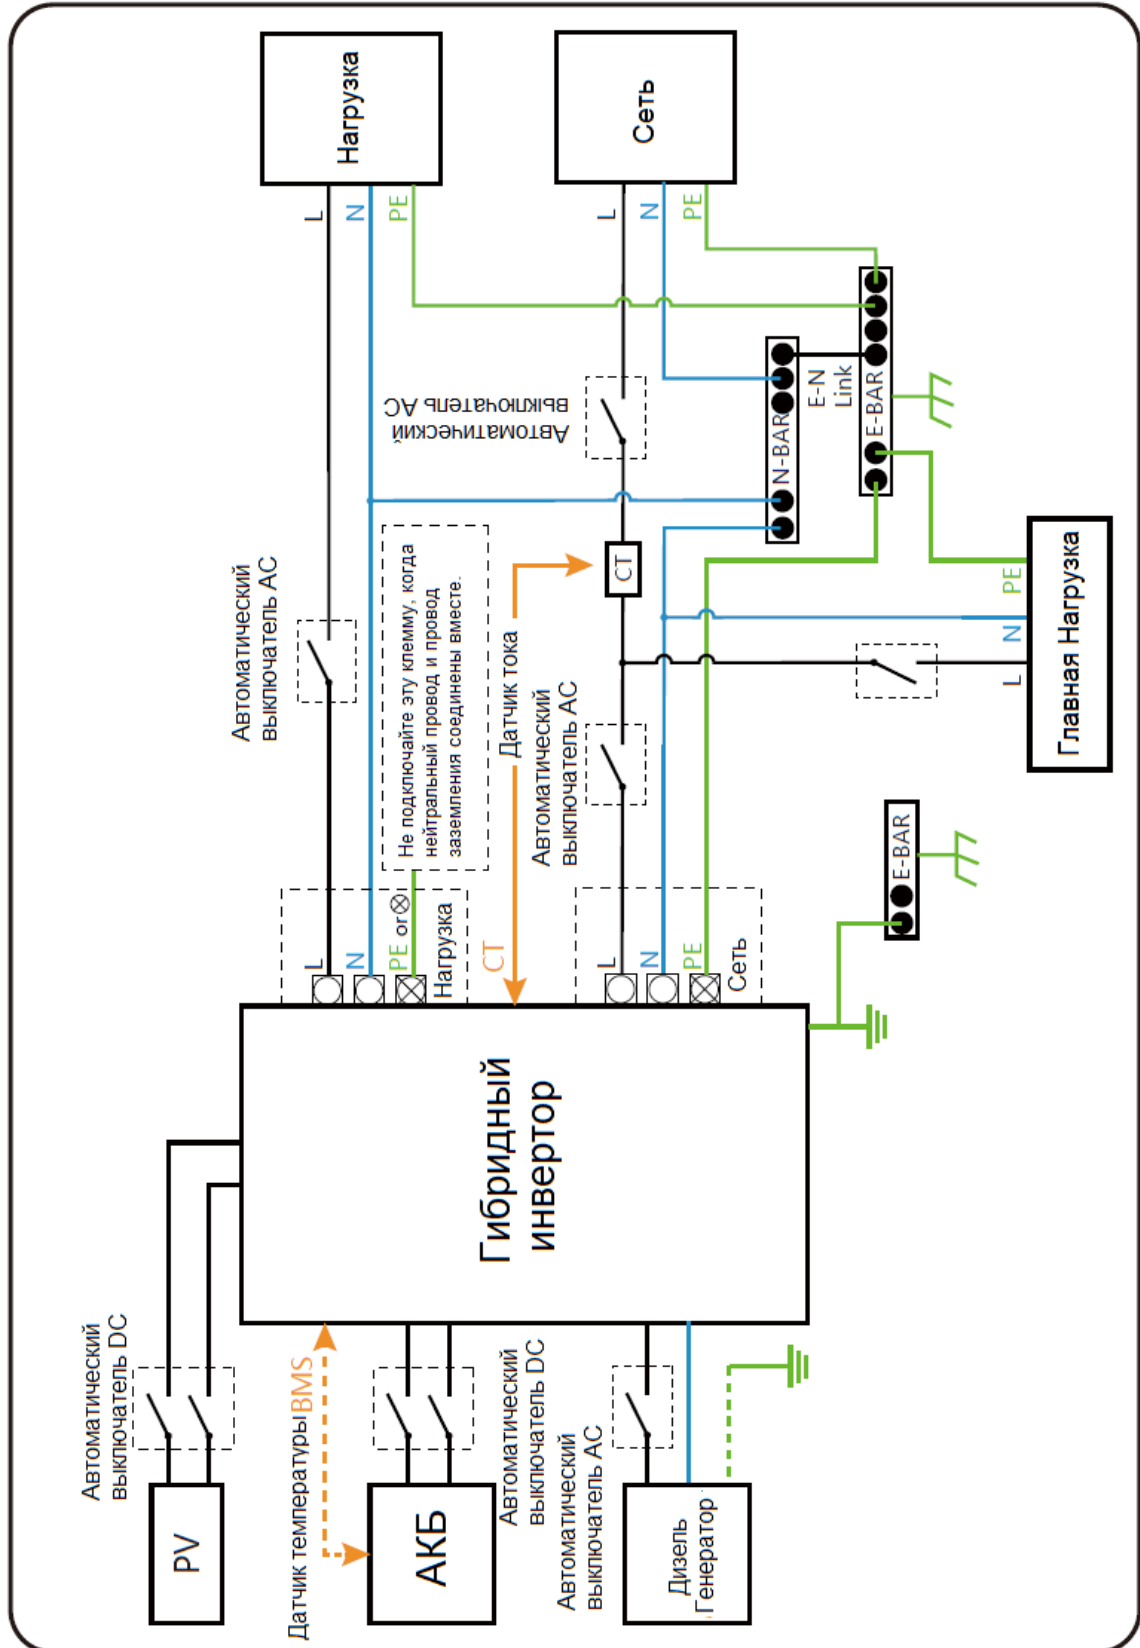 PV
Автоматический
выключатель DC
Датчик температуры
BMS
АКБ
Автоматический
выключатель DC
Дизель
Генератор
Автоматический
выключатель AC
Гибридный
инвертор
L
N
PE or
Нагрузка
CT
L
N
PE
Сеть
Автоматический
выключатель AC
Не подключайте эту клемму, когда
нейтральный провод и провод
заземления соединены вместе.
Датчик тока
Автоматический
выключатель AC
CT
Автоматический
выключатель AC
L
N
PE
Нагрузка
L
N
PE
Сеть
N-BAR
E-N
Link
E-BAR
E-BAR
L
N
PE
Главная Нагрузка